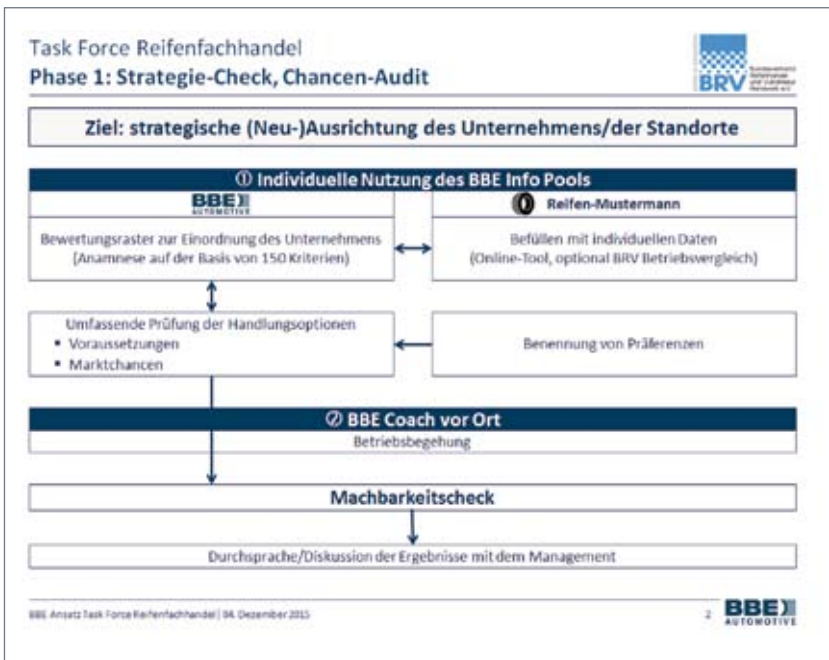 Task Force Reifenfachhandel
Phase 1: Strategie-Check, Chancen-Audit
BRV
Ziel: strategische (Neu-)Ausrichtung des Unternehmens/der Standorte
① Individuelle Nutzung des BBE Info Pools
BBE
AUTOMOTIVE
Reifen-Mustermann
Bewertungsraster zur Einordnung des Unternehmens
(Anamnese auf der Basis von 150 Kriterien)
Befüllen mit individuellen Daten
(Online-Tool, optional BRV Betriebsvergleich)
Umfassende Prüfung der Handlungsoptionen
▪ Voraussetzungen
▪ Marktchancen
Benennung von Präferenzen
② BBE Coach vor Ort
Betriebsbegehung
Machbarkeitscheck
Durchsprache/Diskussion der Ergebnisse mit dem Management
BBE Ansatz Task Force Reifenfachhandel | 04. Dezember 2015
2
BBE
AUTOMOTIVE